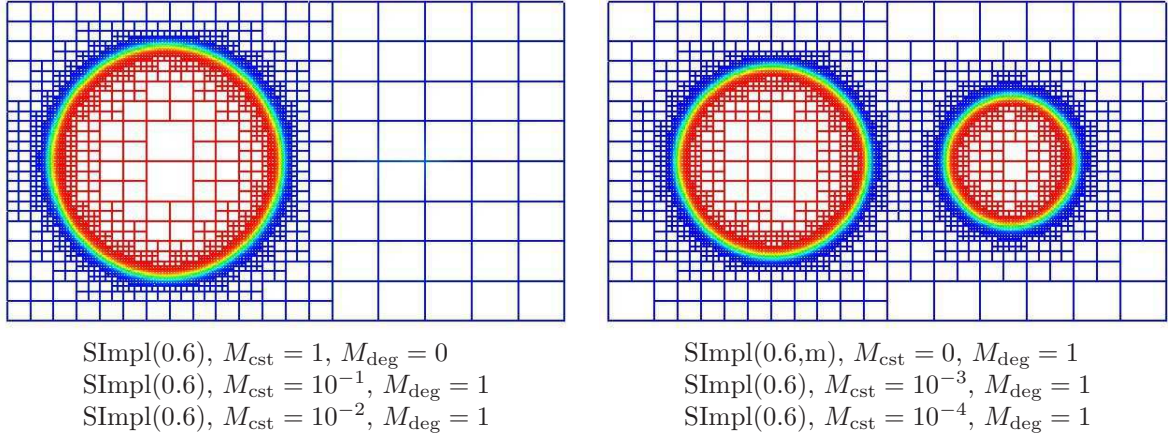 SImpl(0.6), M_cst = 1, M_deg = 0
SImpl(0.6), M_cst = 10^−1, M_deg = 1
SImpl(0.6), M_cst = 10^−2, M_deg = 1
SImpl(0.6,m), M_cst = 0, M_deg = 1
SImpl(0.6), M_cst = 10^−3, M_deg = 1
SImpl(0.6), M_cst = 10^−4, M_deg = 1